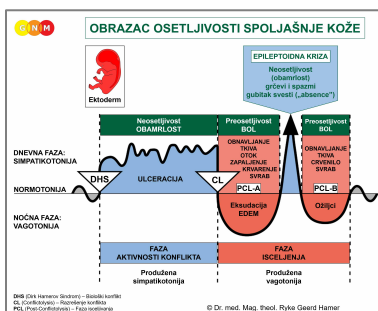 GNM
OBRAZAC OSETLJIVOSTI SPOLJAŠNJE KOŽE
Ektoderm
EPILEPTOIDNA KRIZA
Neosetljivost
(obamrlost)
grčevi i spazmi
gubitak svesti („absence")
Neosetljivost
OBAMRLOST
Preosetljivost
BOL
Preosetljivost
BOL
DNEVNA FAZA:
SIMPATIKOTONIJA
OBNAVLJANJE
TKIVA
OTOK
ZAPALJENJE
KRVARENJE
SVRAB
OBNAVLJANJE
TKIVA
CRVENILO
SVRAB
DHS
ULCERACIJA
CL
PCL-A
PCL-B
NORMOTONIJA
NOĆNA FAZA:
VAGOTONIJA
Eksudacija
EDEM
Ožiljci
FAZA
AKTIVNOSTI KONFLIKTA
FAZA
ISCELJENJA
Produžena
simpatikotonija
Produžena
vagotonija
DHS (Dirk Hamerov Sindrom) – Biološki konflikt
CL (Conflictolysis) – Razrešenje konflikta
PCL (Post-Conflictolysis) – Faza isceljivanja
© Dr. med. Mag. theol. Ryke Geerd Hamer